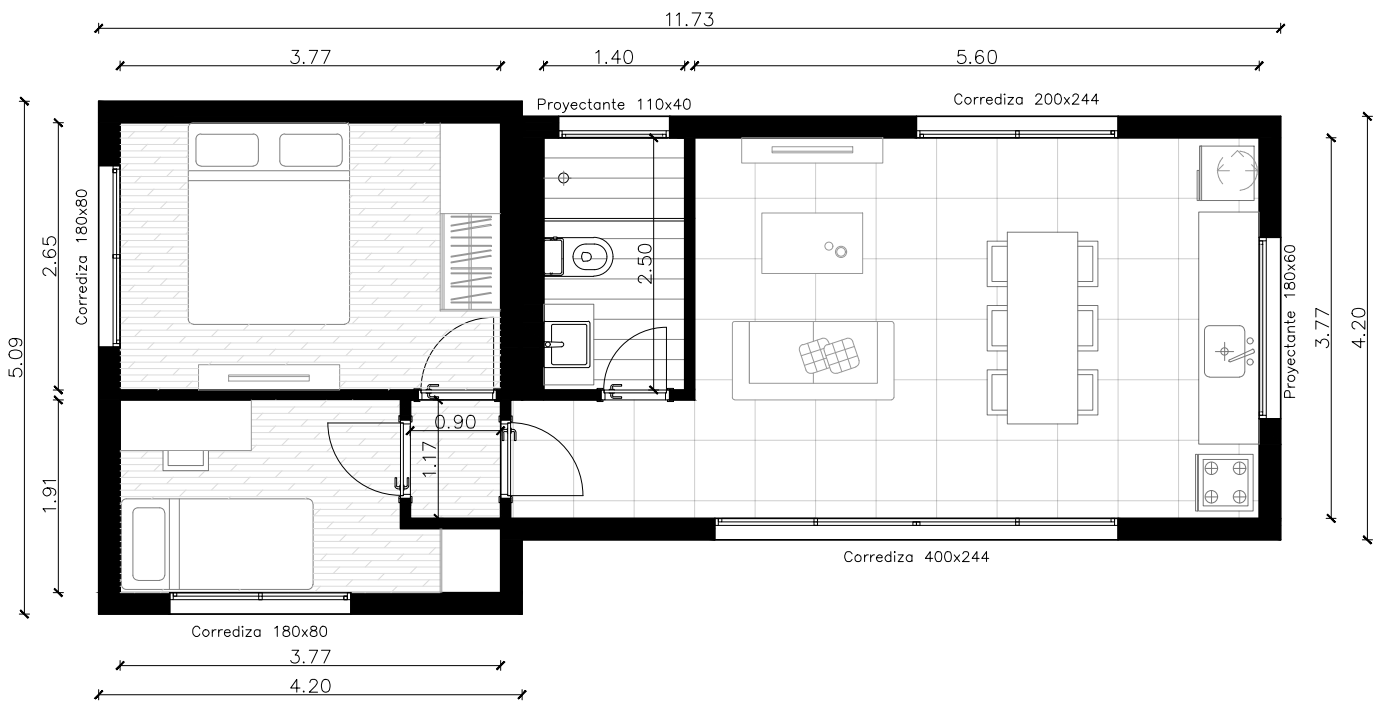 11.73
3.77
1.40
5.60
Proyectante 110x40
Corrediza 200x244
Corrediza 180x80
2.65
5.09
2.50
Proyectante 180x60
3.77
4.20
0.90
1.17
1.91
Corrediza 400x244
Corrediza 180x80
3.77
4.20